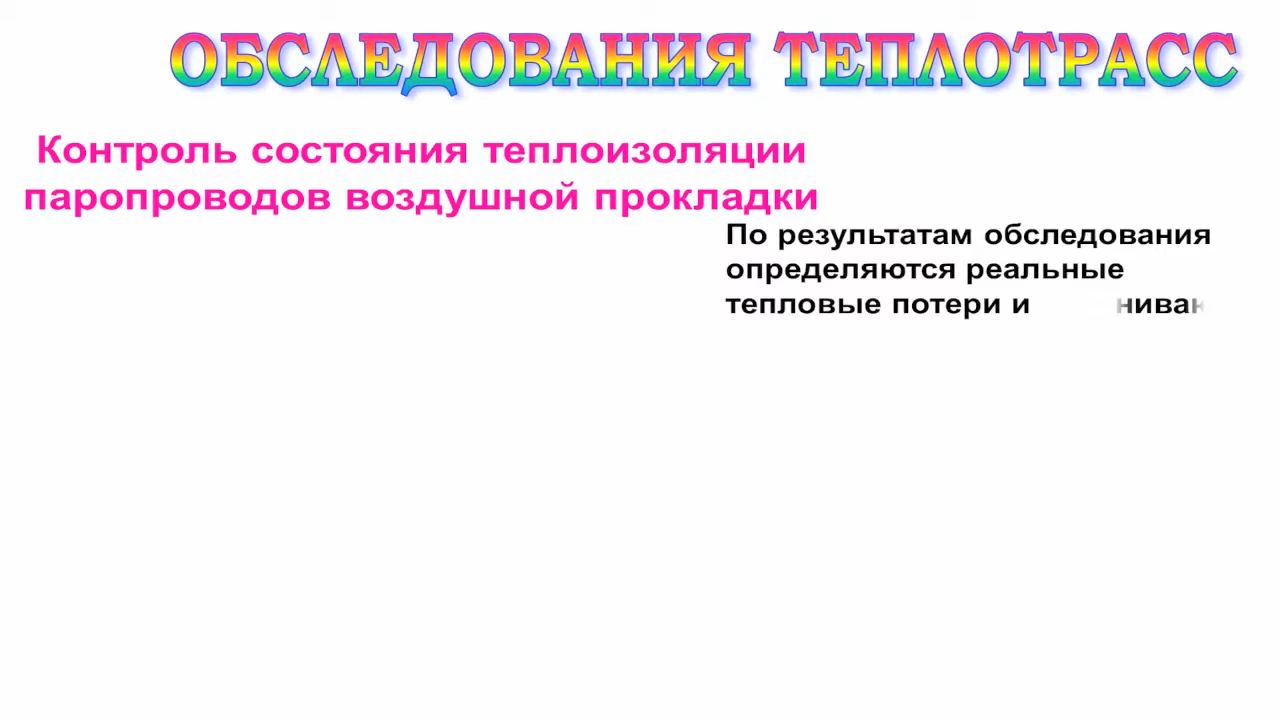 ОБСЛЕДОВАНИЯ ТЕПЛОТРАСС
Контроль состояния теплоизоляции
паропроводов воздушной прокладки
По результатам обследования
определяются реальные
тепловые потери и